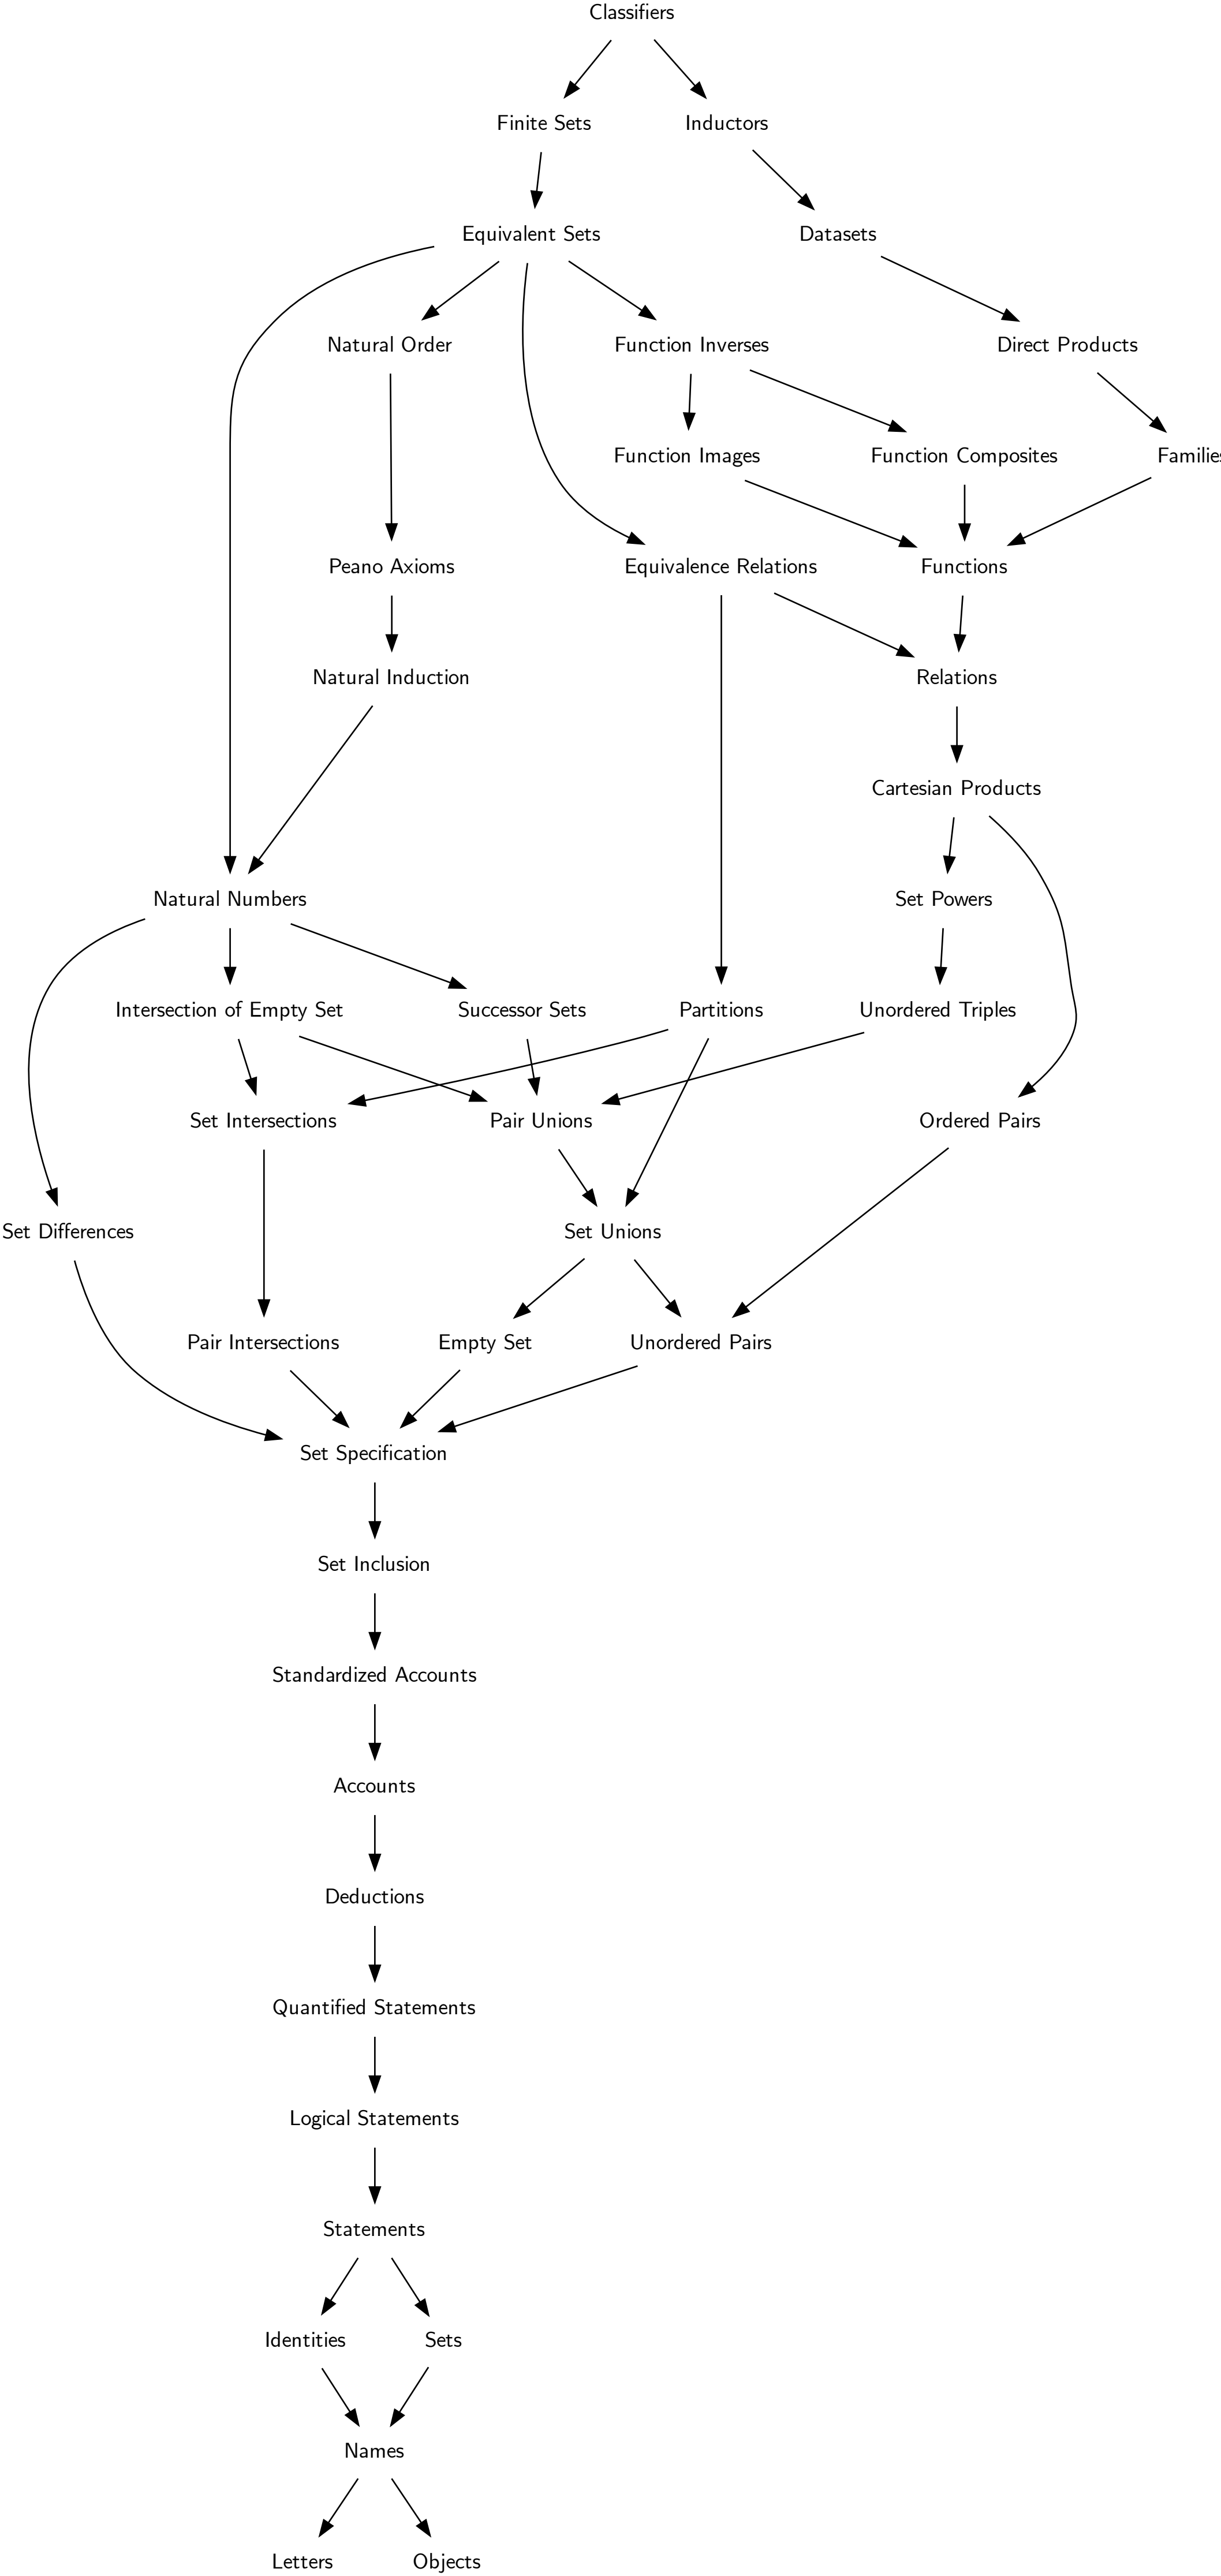 Classifiers
Finite Sets
Inductors
Equivalent Sets
Datasets
Natural Order
Function Inverses
Direct Products
Function Images
Function Composites
Families
Peano Axioms
Equivalence Relations
Functions
Natural Induction
Relations
Cartesian Products
Natural Numbers
Set Powers
Intersection of Empty Set
Successor Sets
Partitions
Unordered Triples
Set Intersections
Pair Unions
Ordered Pairs
Set Differences
Set Unions
Pair Intersections
Empty Set
Unordered Pairs
Set Specification
Set Inclusion
Standardized Accounts
Accounts
Deductions
Quantified Statements
Logical Statements
Statements
Identities
Sets
Names
Letters
Objects